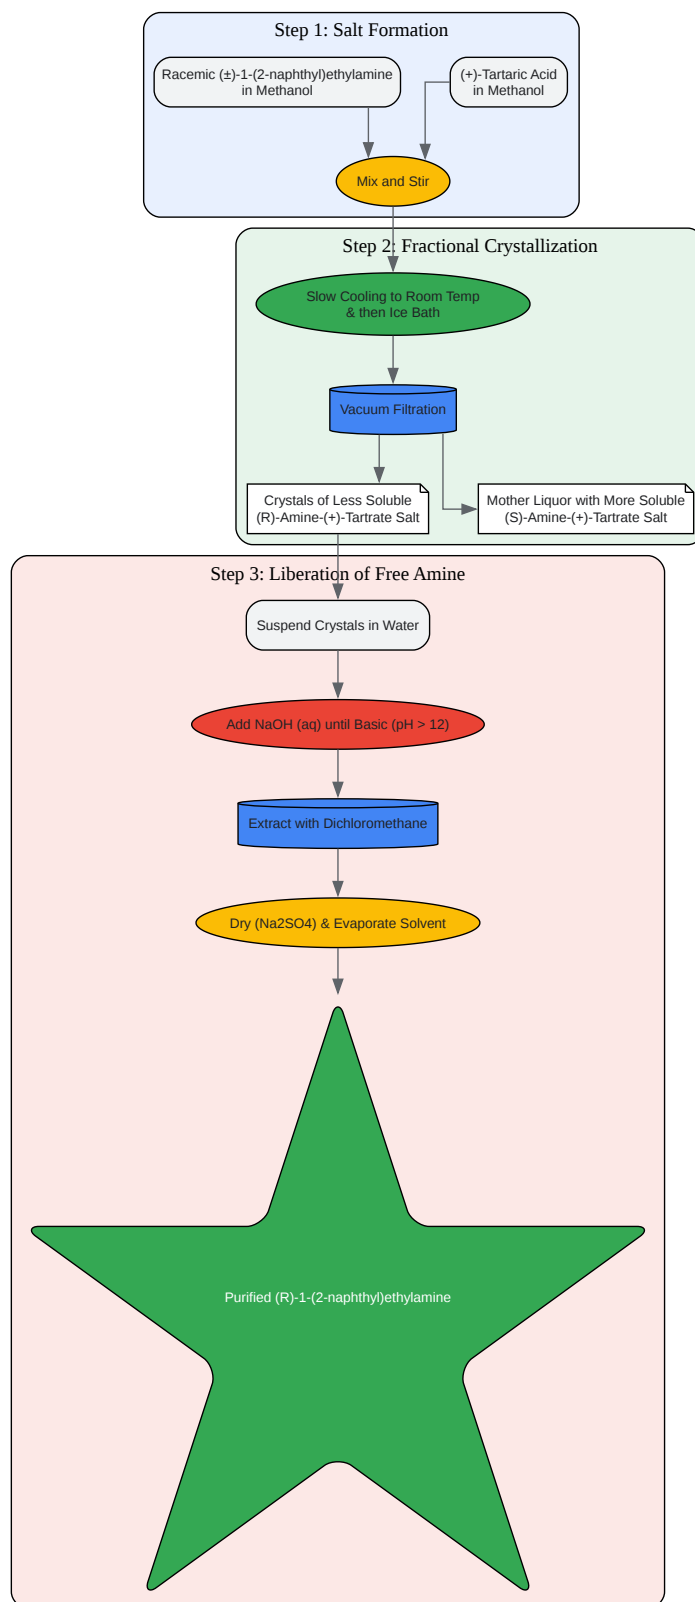 Step 1: Salt Formation
Racemic (±)-1-(2-naphthyl)ethylamine
in Methanol
(+)-Tartaric Acid
in Methanol
Mix and Stir
Step 2: Fractional Crystallization
Slow Cooling to Room Temp
& then Ice Bath
Vacuum Filtration
Crystals of Less Soluble
(R)-Amine-(+)-Tartrate Salt
Mother Liquor with More Soluble
(S)-Amine-(+)-Tartrate Salt
Step 3: Liberation of Free Amine
Suspend Crystals in Water
Add NaOH (aq) until Basic (pH > 12)
Extract with Dichloromethane
Dry (Na2SO4) & Evaporate Solvent
Purified (R)-1-(2-naphthyl)ethylamine